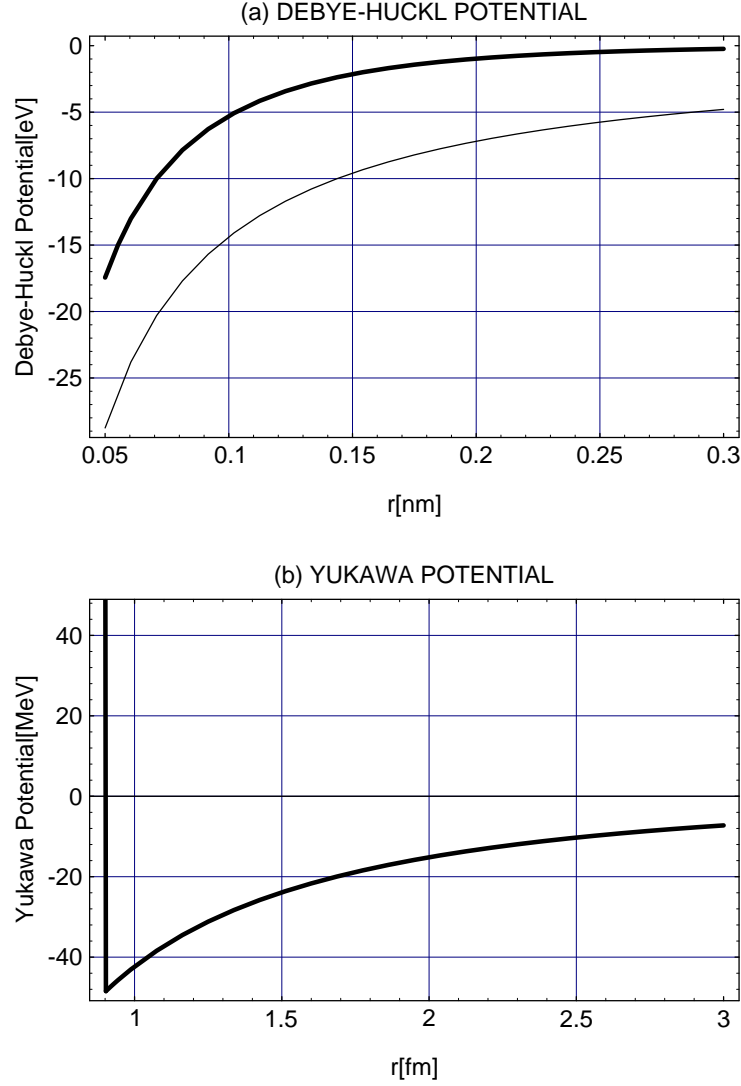 (a) DEBYE-HUCKL POTENTIAL
Debye-Huckl Potential[eV]
0
-5
-10
-15
-20
-25
0.05 0.1 0.15 0.2 0.25 0.3
r[nm]
(b) YUKAWA POTENTIAL
Yukawa Potential[MeV]
40
20
0
-20
-40
1 1.5 2 2.5 3
r[fm]